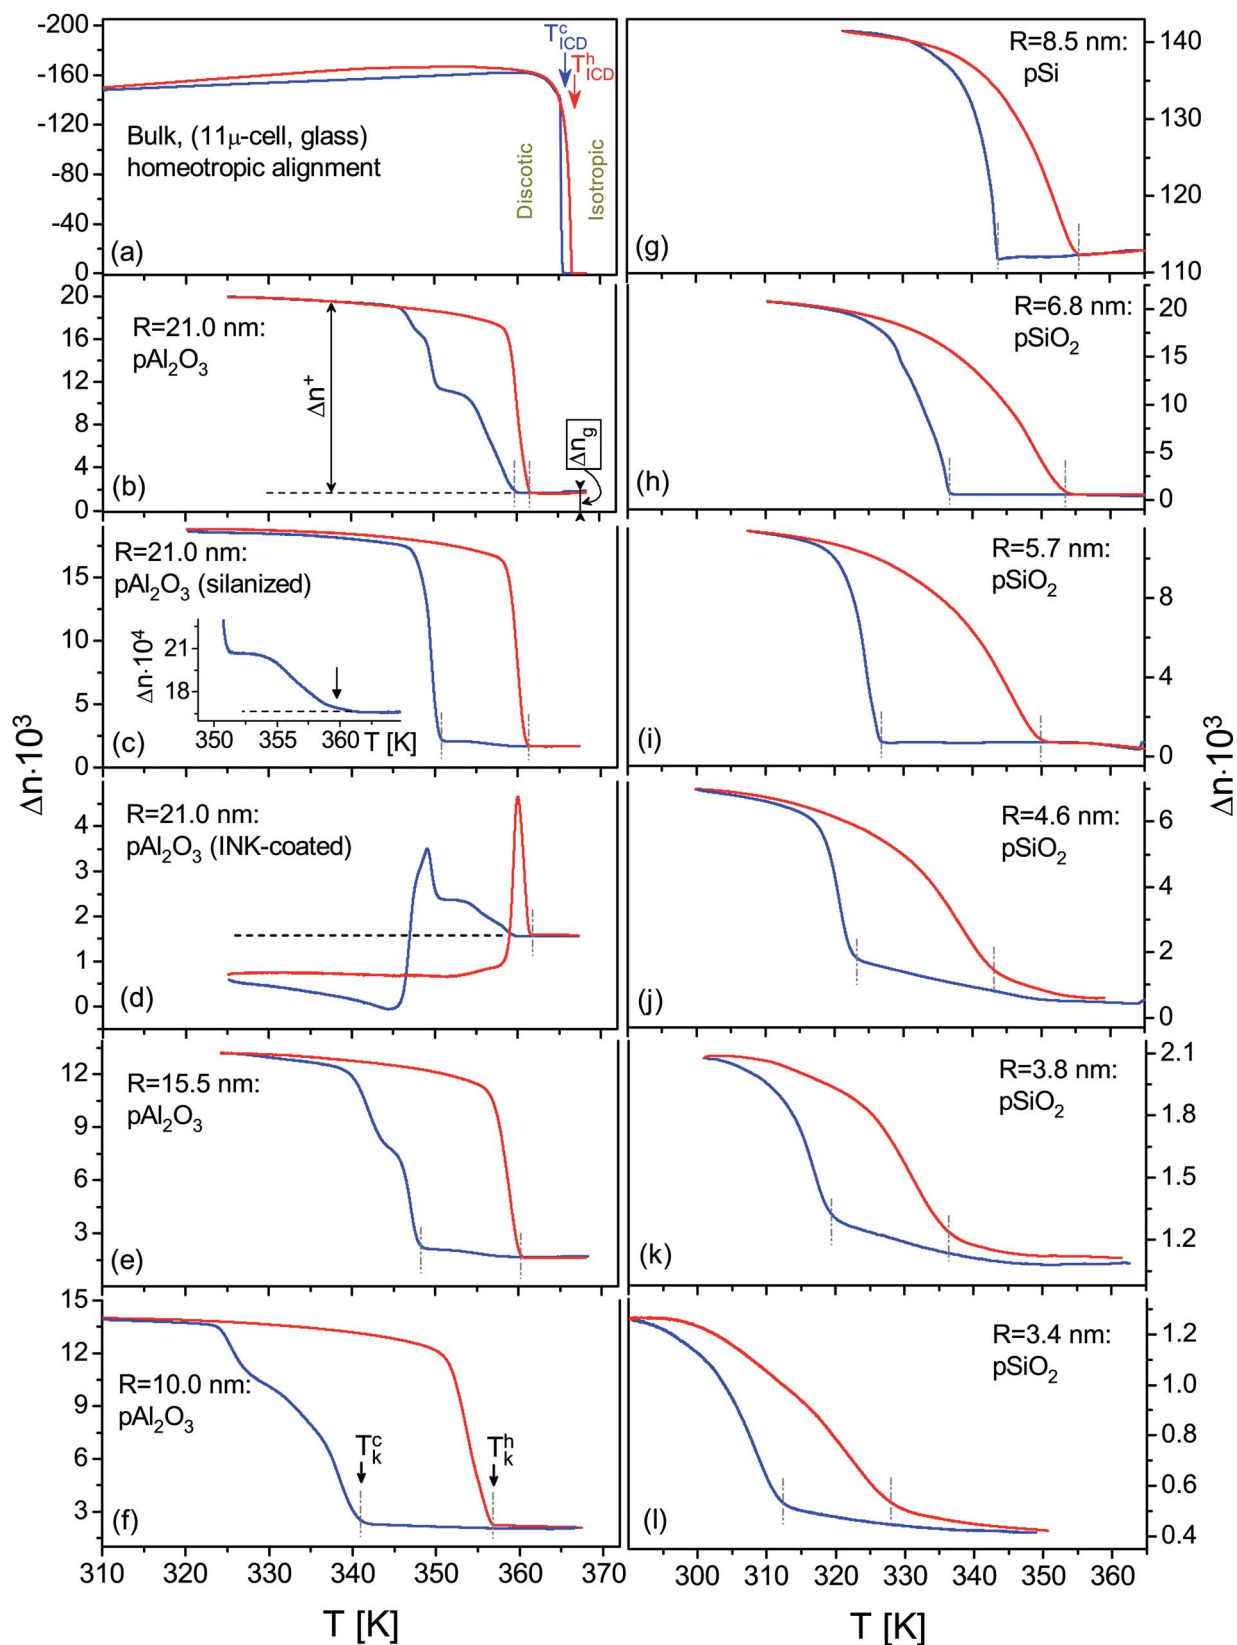 -200
-160
-120
-80
-40
0
T^c_ICD
T^h_ICD
Bulk, (11μ-cell, glass)
homeotropic alignment
Discotic
Isotropic
(a)
20
16
12
8
4
0
R=21.0 nm:
pAl₂O₃
Δn⁺
Δn_g
(b)
15
10
5
0
R=21.0 nm:
pAl₂O₃ (silanized)
Δn·10⁴
21
18
350 355 360 T [K]
(c)
Δn·10³
4
3
2
1
0
R=21.0 nm:
pAl₂O₃ (INK-coated)
(d)
12
9
6
3
R=15.5 nm:
pAl₂O₃
(e)
15
12
9
6
3
R=10.0 nm:
pAl₂O₃
T^c_k
T^h_k
(f)
310 320 330 340 350 360 370
T [K]
R=8.5 nm:
pSi
140
130
120
110
(g)
R=6.8 nm:
pSiO₂
20
15
10
5
0
(h)
R=5.7 nm:
pSiO₂
8
4
0
(i)
Δn·10³
R=4.6 nm:
pSiO₂
6
4
2
0
(j)
R=3.8 nm:
pSiO₂
2.1
1.8
1.5
1.2
(k)
R=3.4 nm:
pSiO₂
1.2
1.0
0.8
0.6
0.4
(l)
300 310 320 330 340 350 360
T [K]